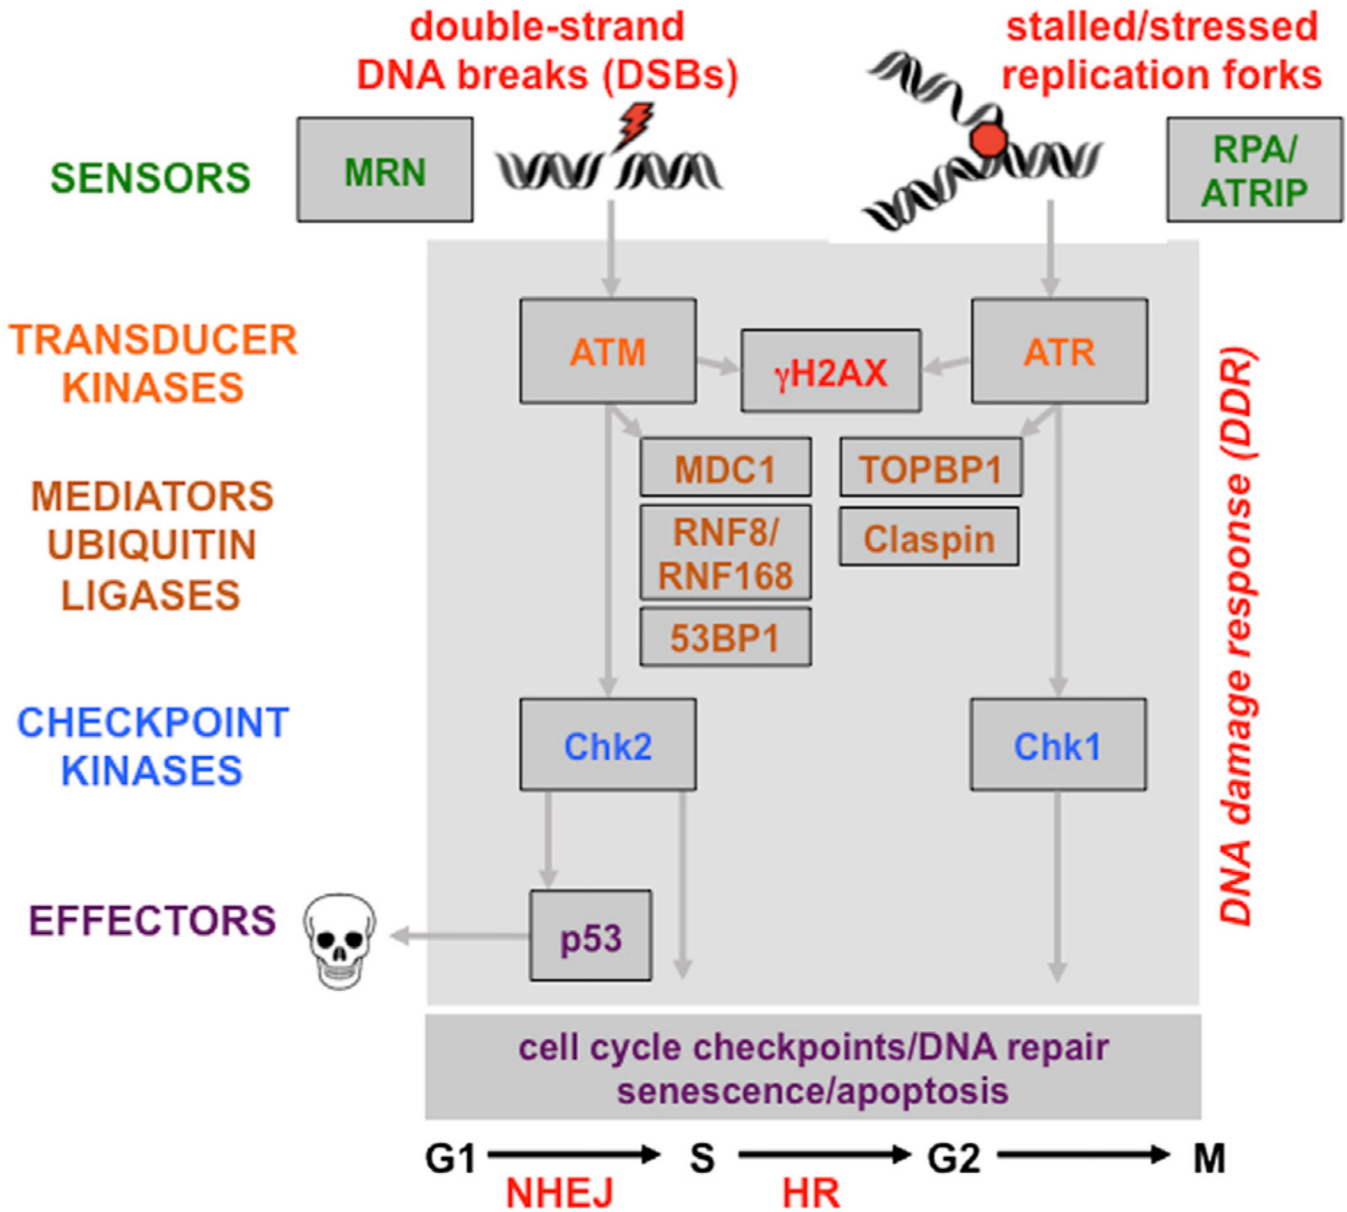 double-strand
DNA breaks (DSBs)
stalled/stressed
replication forks
SENSORS
MRN
RPA/
ATRIP
TRANSDUCER
KINASES
ATM
γH2AX
ATR
MEDIATORS
UBIQUITIN
LIGASES
MDC1
RNF8/
RNF168
53BP1
TOPBP1
Claspin
CHECKPOINT
KINASES
Chk2
Chk1
EFFECTORS
p53
DNA damage response (DDR)
cell cycle checkpoints/DNA repair
senescence/apoptosis
G1 S G2 M
NHEJ HR